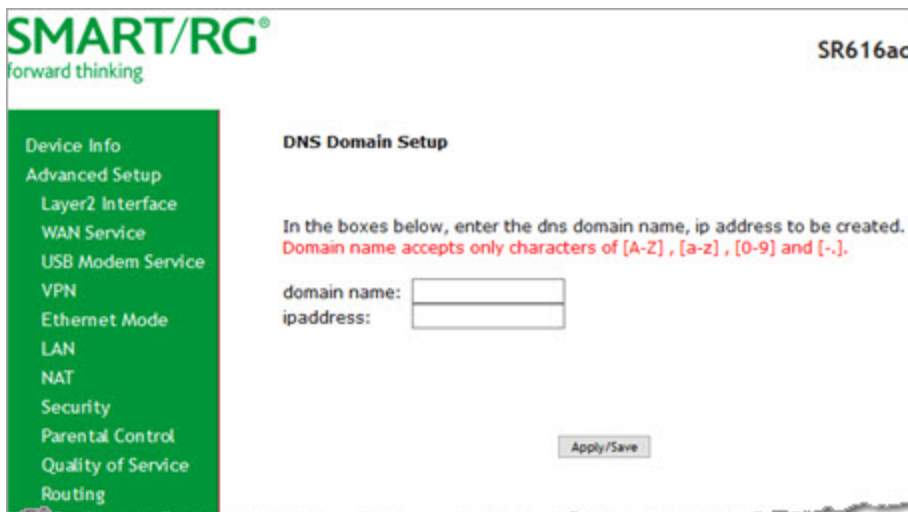 SMART/RG®
forward thinking
SR616ac
Device Info
Advanced Setup
Layer2 Interface
WAN Service
USB Modem Service
VPN
Ethernet Mode
LAN
NAT
Security
Parental Control
Quality of Service
Routing
DNS Domain Setup
In the boxes below, enter the dns domain name, ip address to be created.
Domain name accepts only characters of [A-Z] , [a-z] , [0-9] and [-.].
domain name:
ipaddress:
Apply/Save